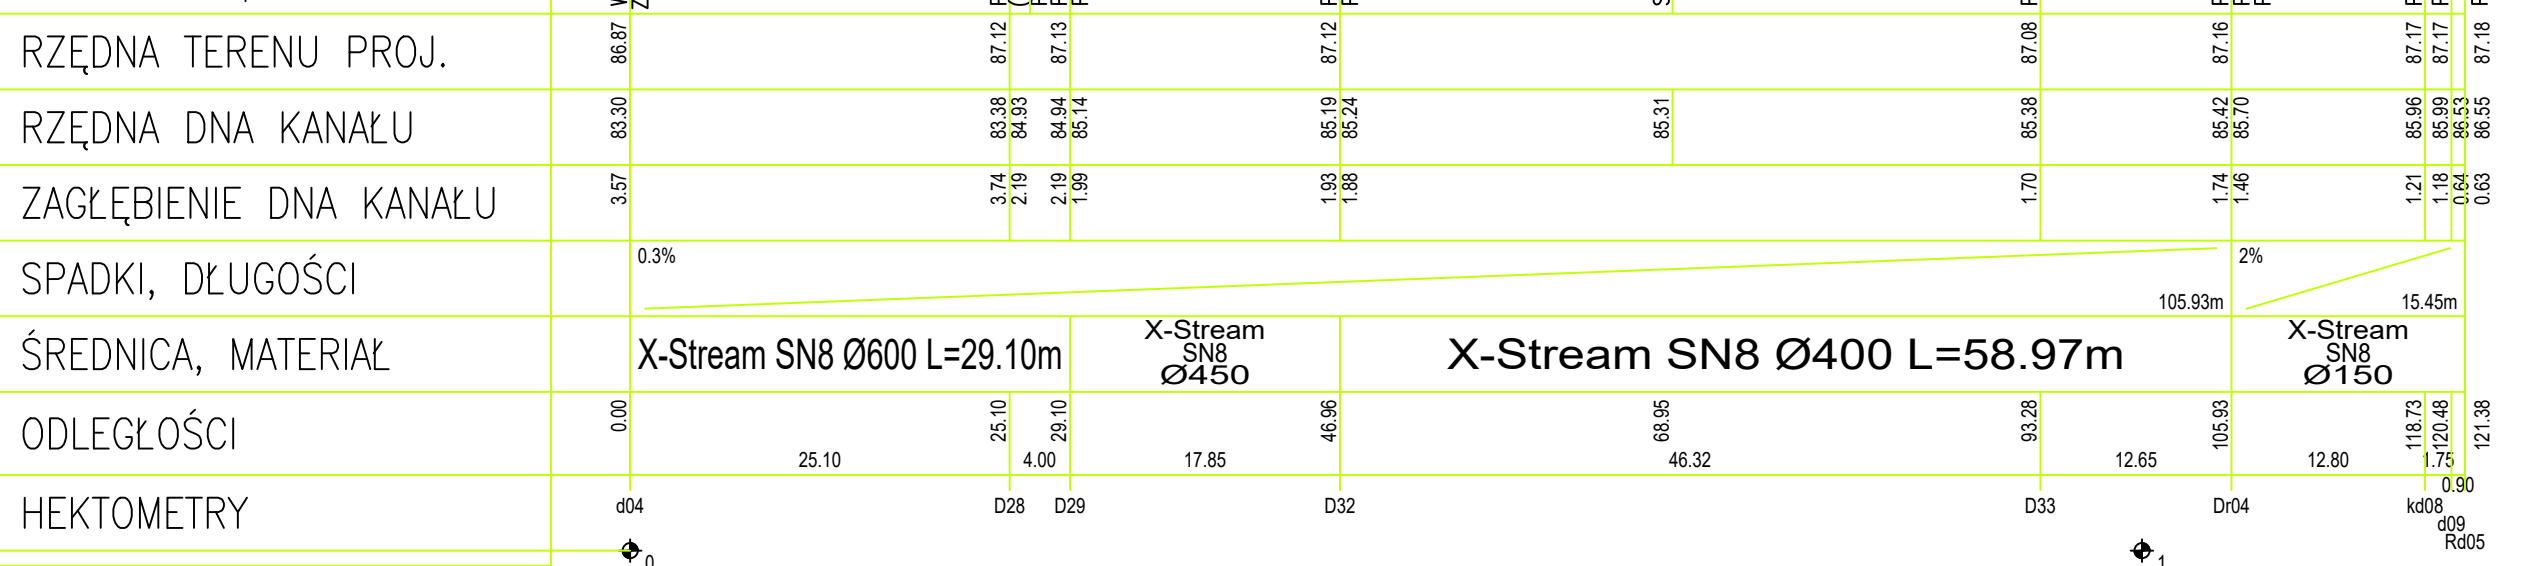 RZĘDNA TERENU PROJ.
86.87 87.12 87.13 87.12 87.08 87.16 87.17 87.17 87.18
RZĘDNA DNA KANAŁU
83.30 83.38 84.93 84.94 85.14 85.19 85.24 85.31 85.38 85.42 85.70 85.96 85.99 86.53 86.55
ZAGŁĘBIENIE DNA KANAŁU
3.57 3.74 2.19 2.19 1.99 1.93 1.88 1.70 1.74 1.46 1.21 1.18 0.64 0.63
SPADKI, DŁUGOŚCI
0.3% 2%
105.93m 15.45m
ŚREDNICA, MATERIAŁ
X-Stream SN8 Ø600 L=29.10m
X-Stream
SN8
Ø450
X-Stream SN8 Ø400 L=58.97m
X-Stream
SN8
Ø150
ODLEGŁOŚCI
0.00 25.10 29.10 46.96 68.95 93.28 105.93 118.73 120.48 121.38
25.10 4.00 17.85 46.32 12.65 12.80 1.75
0.90
HEKTOMETRY
d04 D28 D29 D32 D33 Dr04 kd08
d09
Rd05
0 1